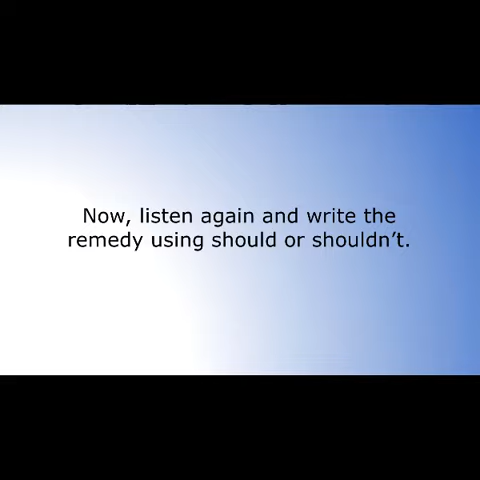 Now, listen again and write the
remedy using should or shouldn’t.